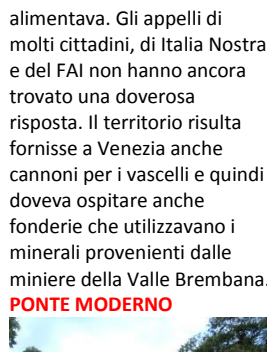 alimentava. Gli appelli di
molti cittadini, di Italia Nostra
e del FAI non hanno ancora
trovato una doverosa
risposta. Il territorio risulta
fornisse a Venezia anche
cannoni per i vascelli e quindi
doveva ospitare anche
fonderie che utilizzavano i
minerali provenienti dalle
miniere della Valle Brembana.
PONTE MODERNO